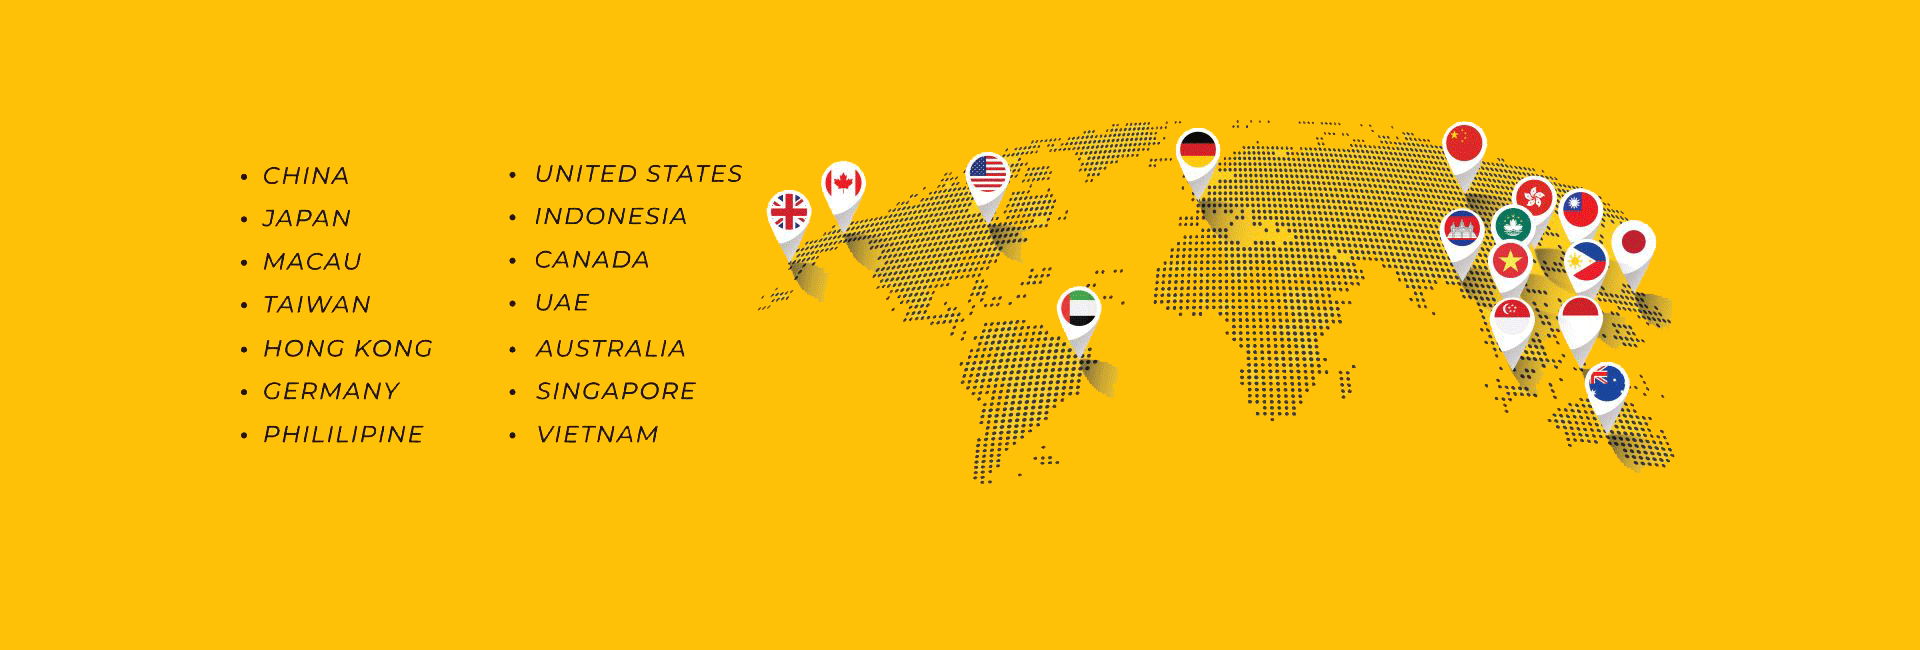 • CHINA
• JAPAN
• MACAU
• TAIWAN
• HONG KONG
• GERMANY
• PHILILIPINE
• UNITED STATES
• INDONESIA
• CANADA
• UAE
• AUSTRALIA
• SINGAPORE
• VIETNAM